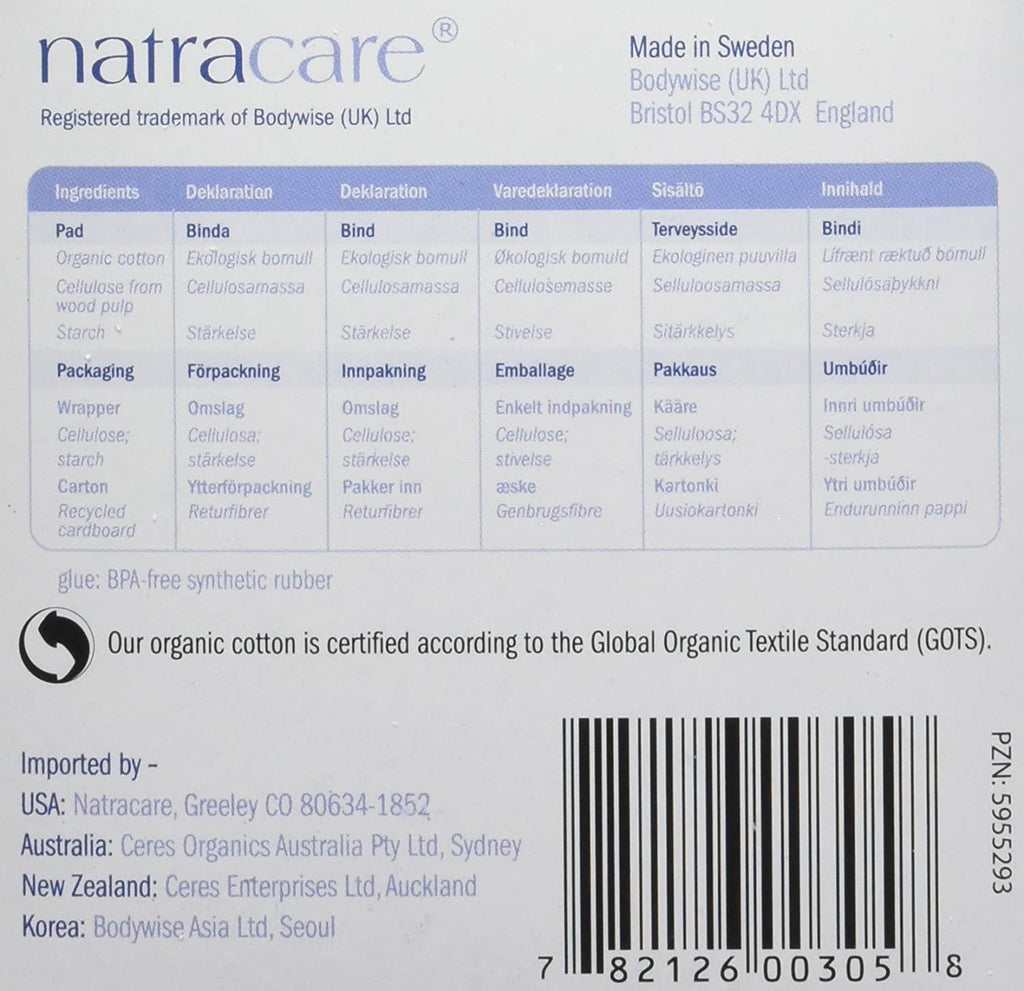 natracare®
Registered trademark of Bodywise (UK) Ltd
Made in Sweden
Bodywise (UK) Ltd
Bristol BS32 4DX England
Ingredients Deklaration Deklaration Varedeklaration Sisältö Innihald
Pad Binda Bind Bind Terveysside Bindi
Organic cotton Ekologisk bomull Ekologisk bomull Økologisk bomuld Ekologinen puuvilla Lífrænt ræktuð bómull
Cellulose from Cellulosamassa Cellulosamassa Cellulosemasse Selluloosamassa Sellulósaþykkni
wood pulp
Starch Stärkelse Stärkelse Stivelse Sitärkkelys Sterkja
Packaging Förpackning Innpakning Emballage Pakkaus Umbúðir
Wrapper Omslag Omslag Enkelt indpakning Kääre Innri umbúðir
Cellulose; Cellulosa; Cellulose; Cellulose; Selluloosa; Sellulósa
starch stärkelse stärkelse stivelse tärkkelys -sterkja
Carton Ytterförpackning Pakker inn æske Kartonki Ytri umbúðir
Recycled Returfibrer Returfibrer Genbrugsfibre Uusiokartonki Endurunninn pappi
cardboard
glue: BPA-free synthetic rubber
Our organic cotton is certified according to the Global Organic Textile Standard (GOTS).
Imported by -
USA: Natracare, Greeley CO 80634-1852
Australia: Ceres Organics Australia Pty Ltd, Sydney
New Zealand: Ceres Enterprises Ltd, Auckland
Korea: Bodywise Asia Ltd, Seoul
7 82126 00305 8
PZN: 5955293